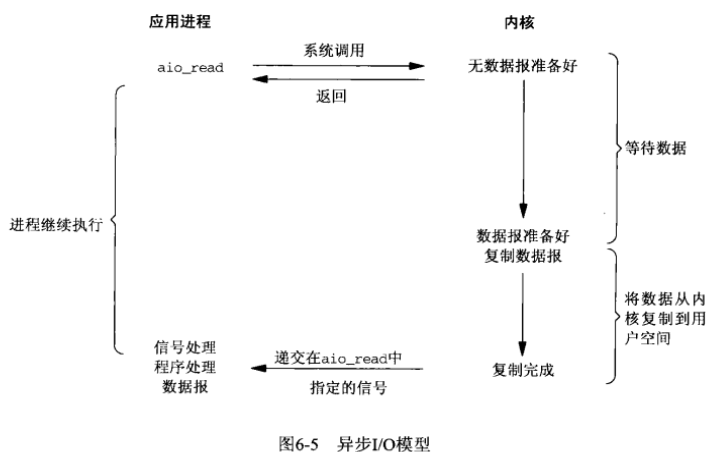 应用进程
内核
系统调用
aio_read
无数据报准备好
返回
等待数据
进程继续执行
数据报准备好
复制数据报
将数据从内
核复制到用
户空间
信号处理
程序处理
数据报
递交在aio_read中
指定的信号
复制完成
图6-5 异步I/O模型